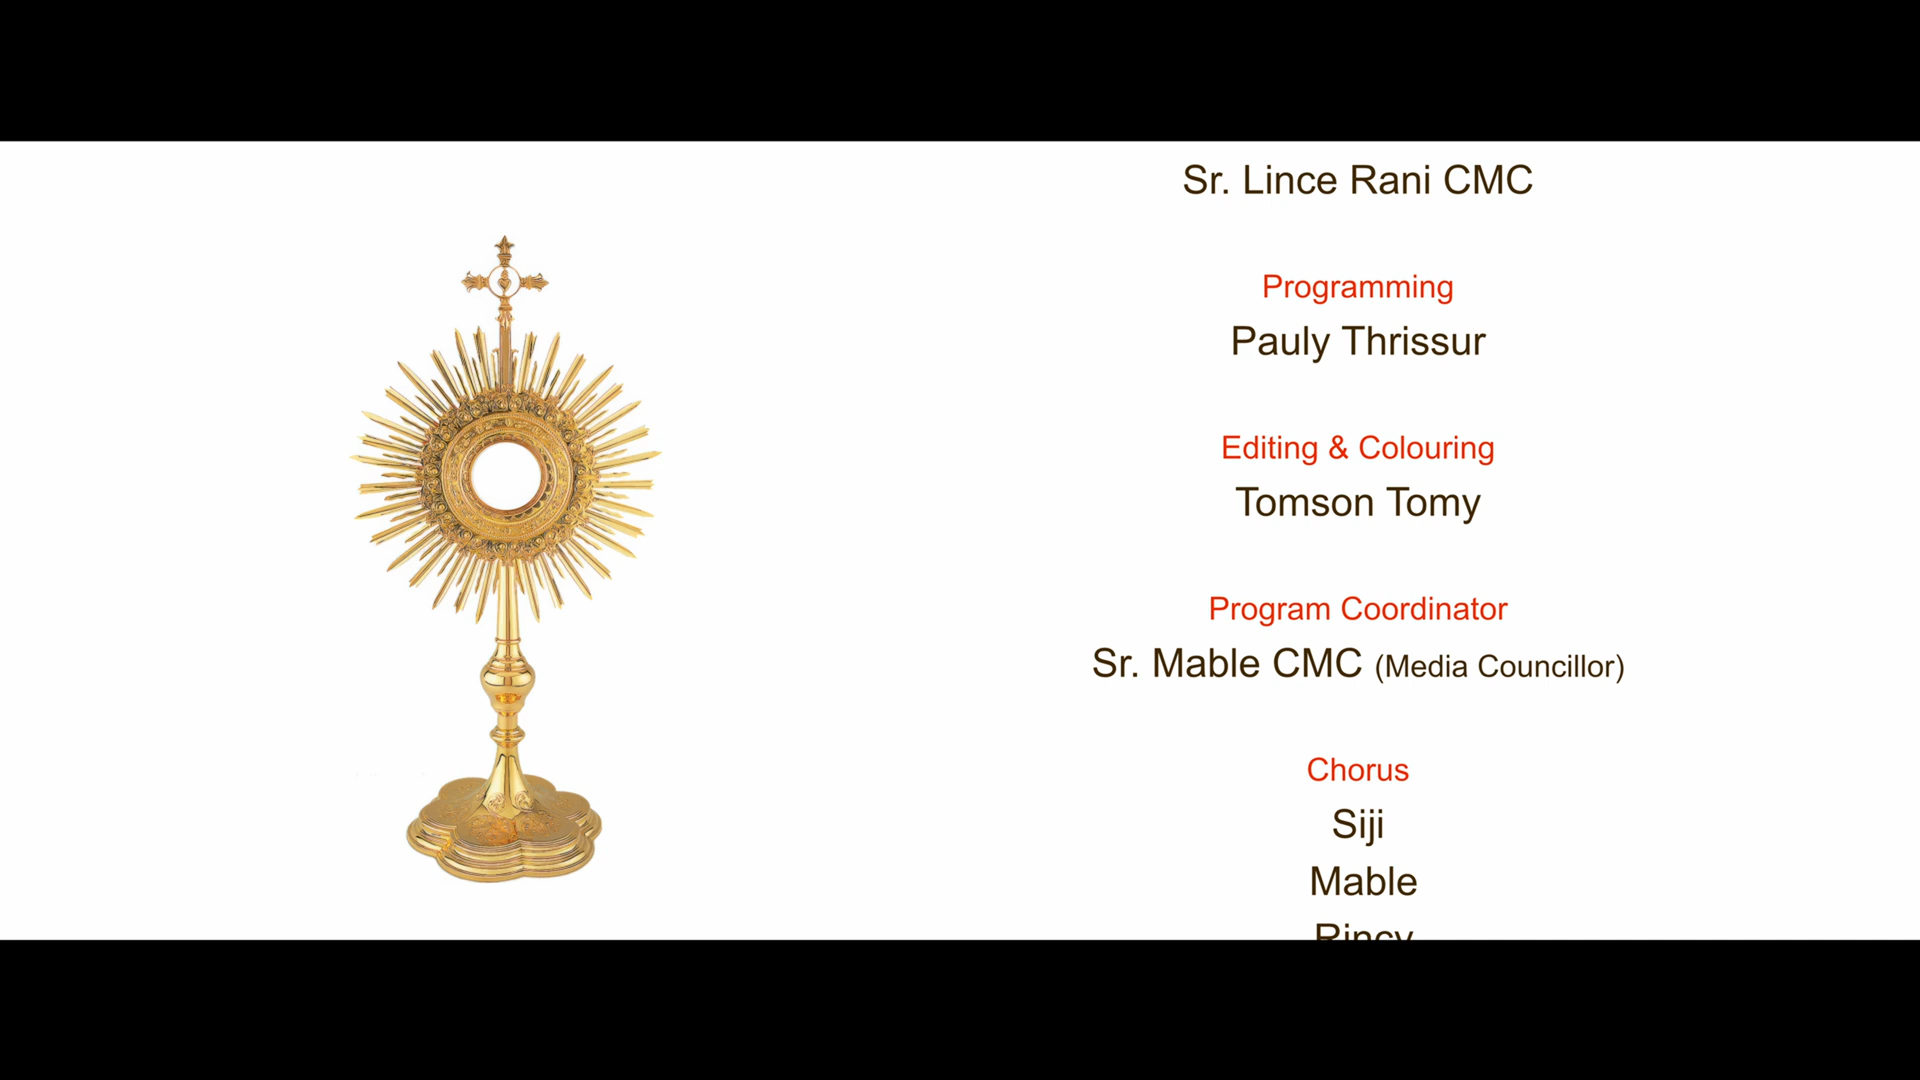 Sr. Lince Rani CMC
Programming
Pauly Thrissur
Editing & Colouring
Tomson Tomy
Program Coordinator
Sr. Mable CMC (Media Councillor)
Chorus
Siji
Mable
Rincy